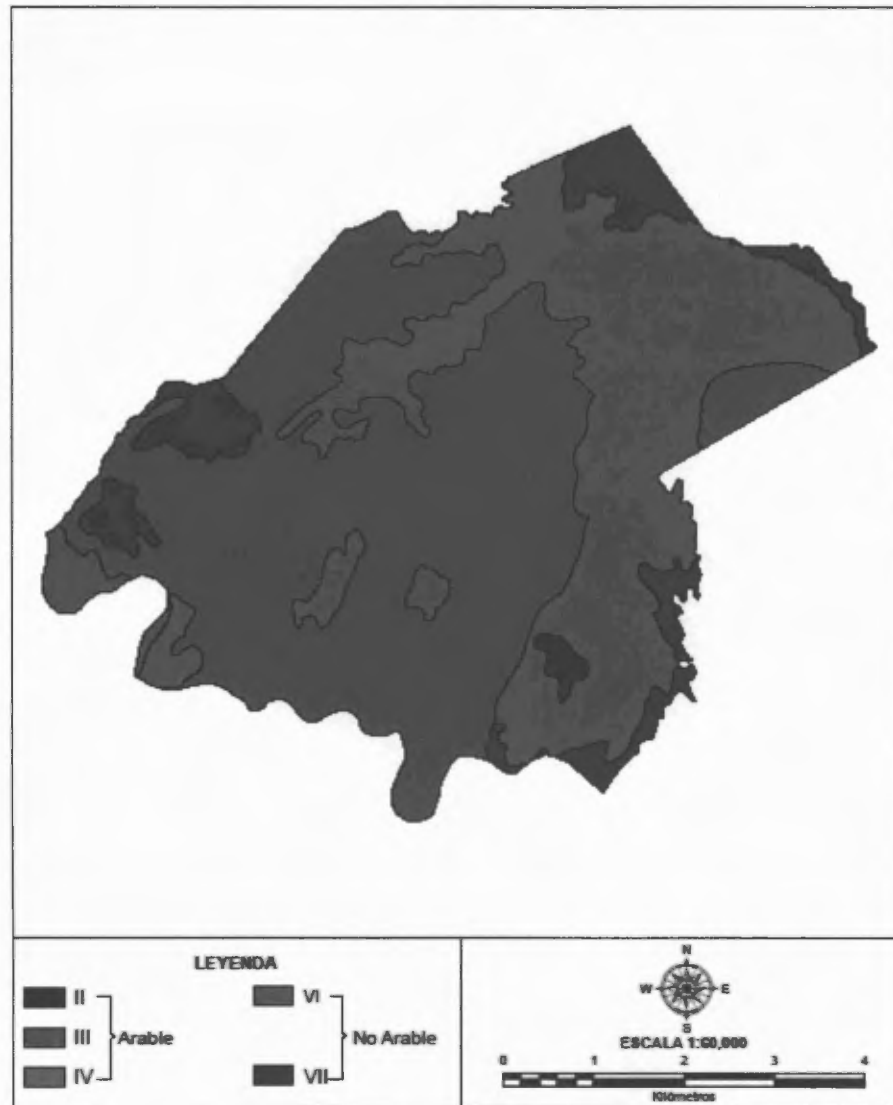 LEYENDA
II
III
IV
Arable
VI
VII
No Arable
N
W E
S
ESCALA 1:60,000
0 1 2 3 4
Kilómetros